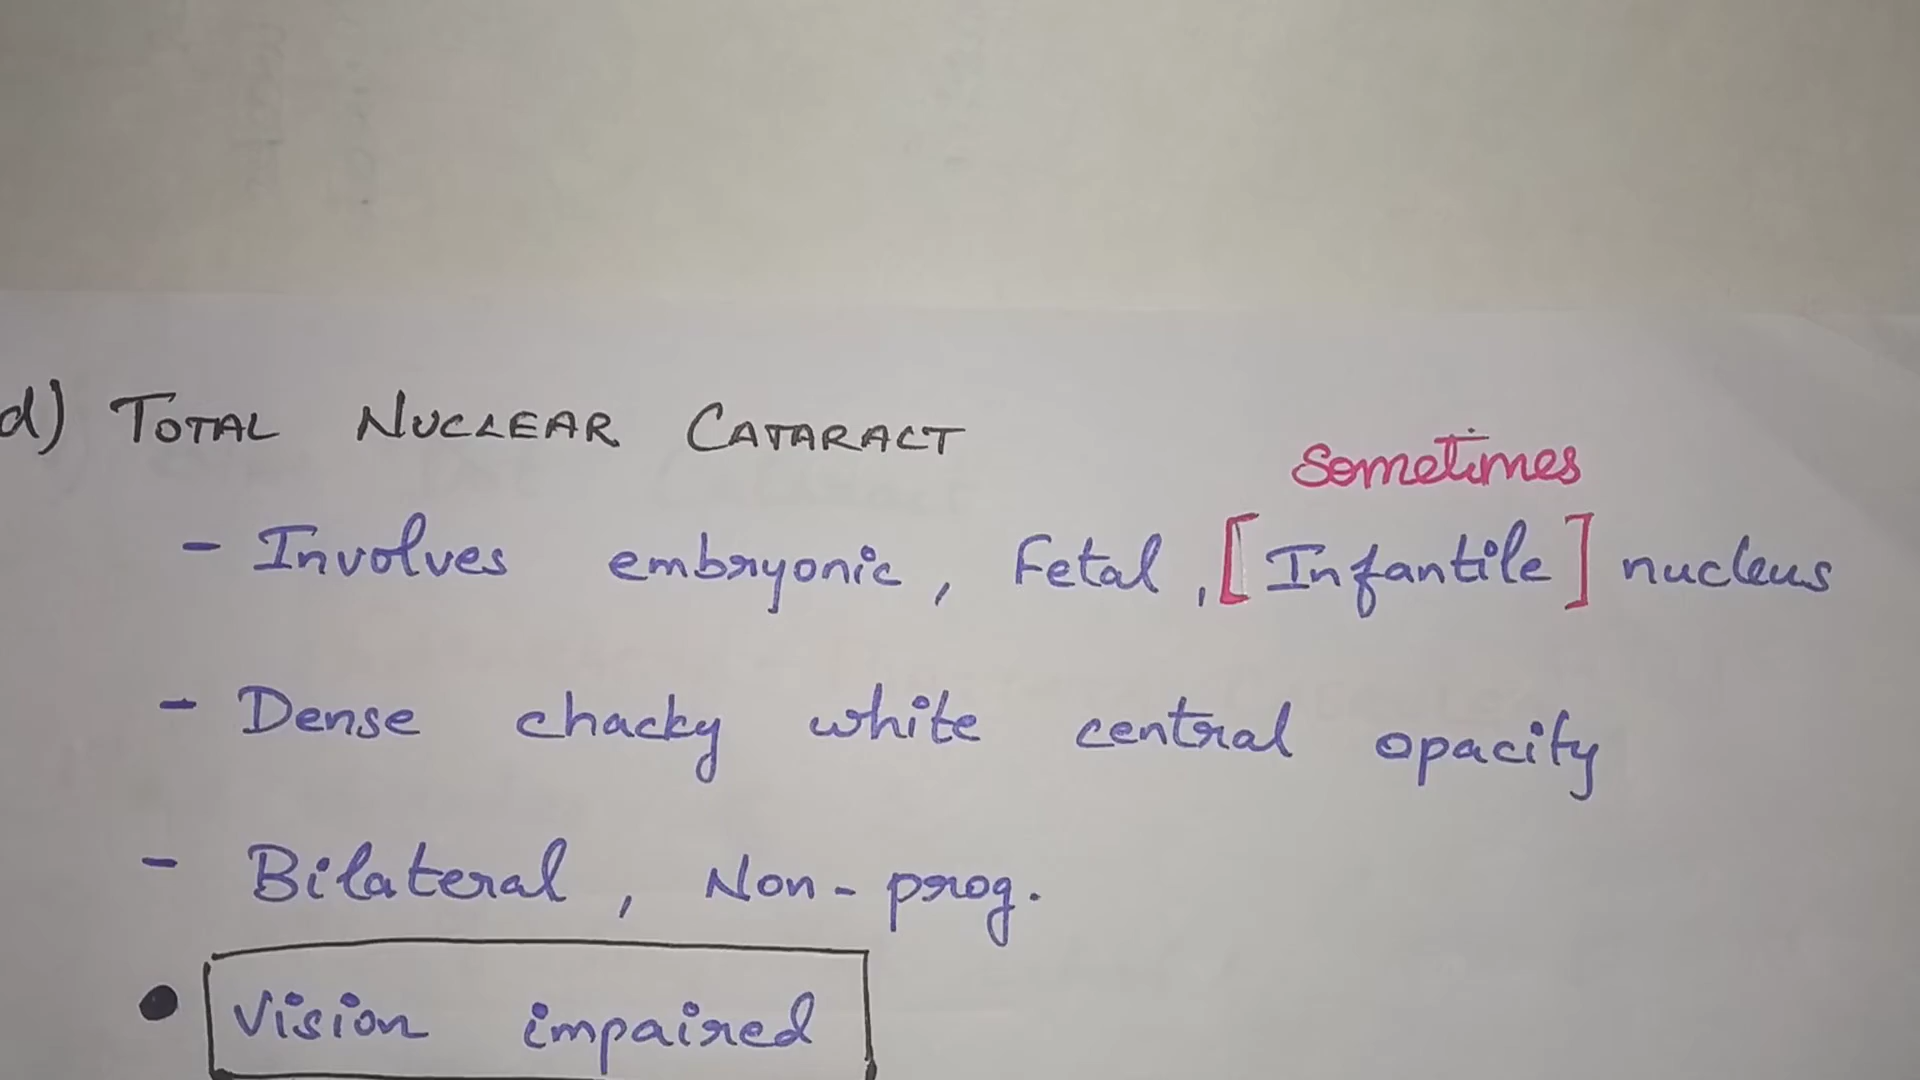 d) TOTAL NUCLEAR CATARACT
sometimes
- Involves embryonic, Fetal, [Infantile] nucleus
- Dense chacky white central opacity
- Bilateral, Non-prog.
• Vision impaired